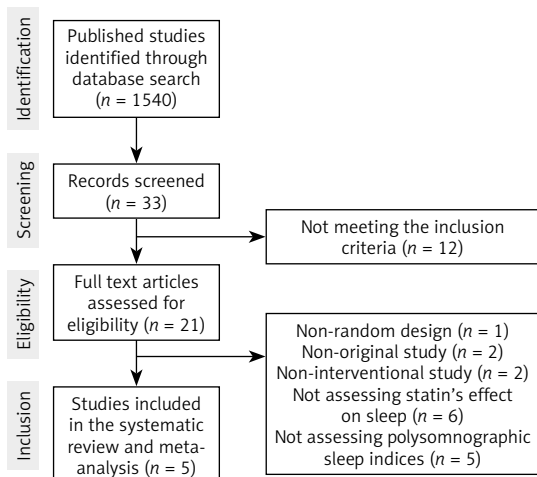 Identification
Published studies
identified through
database search
(n = 1540)
Screening
Records screened
(n = 33)
Not meeting the inclusion
criteria (n = 12)
Eligibility
Full text articles
assessed for
eligibility (n = 21)
Non-random design (n = 1)
Non-original study (n = 2)
Non-interventional study (n = 2)
Not assessing statin's effect
on sleep (n = 6)
Not assessing polysomnographic
sleep indices (n = 5)
Inclusion
Studies included
in the systematic
review and meta-
analysis (n = 5)